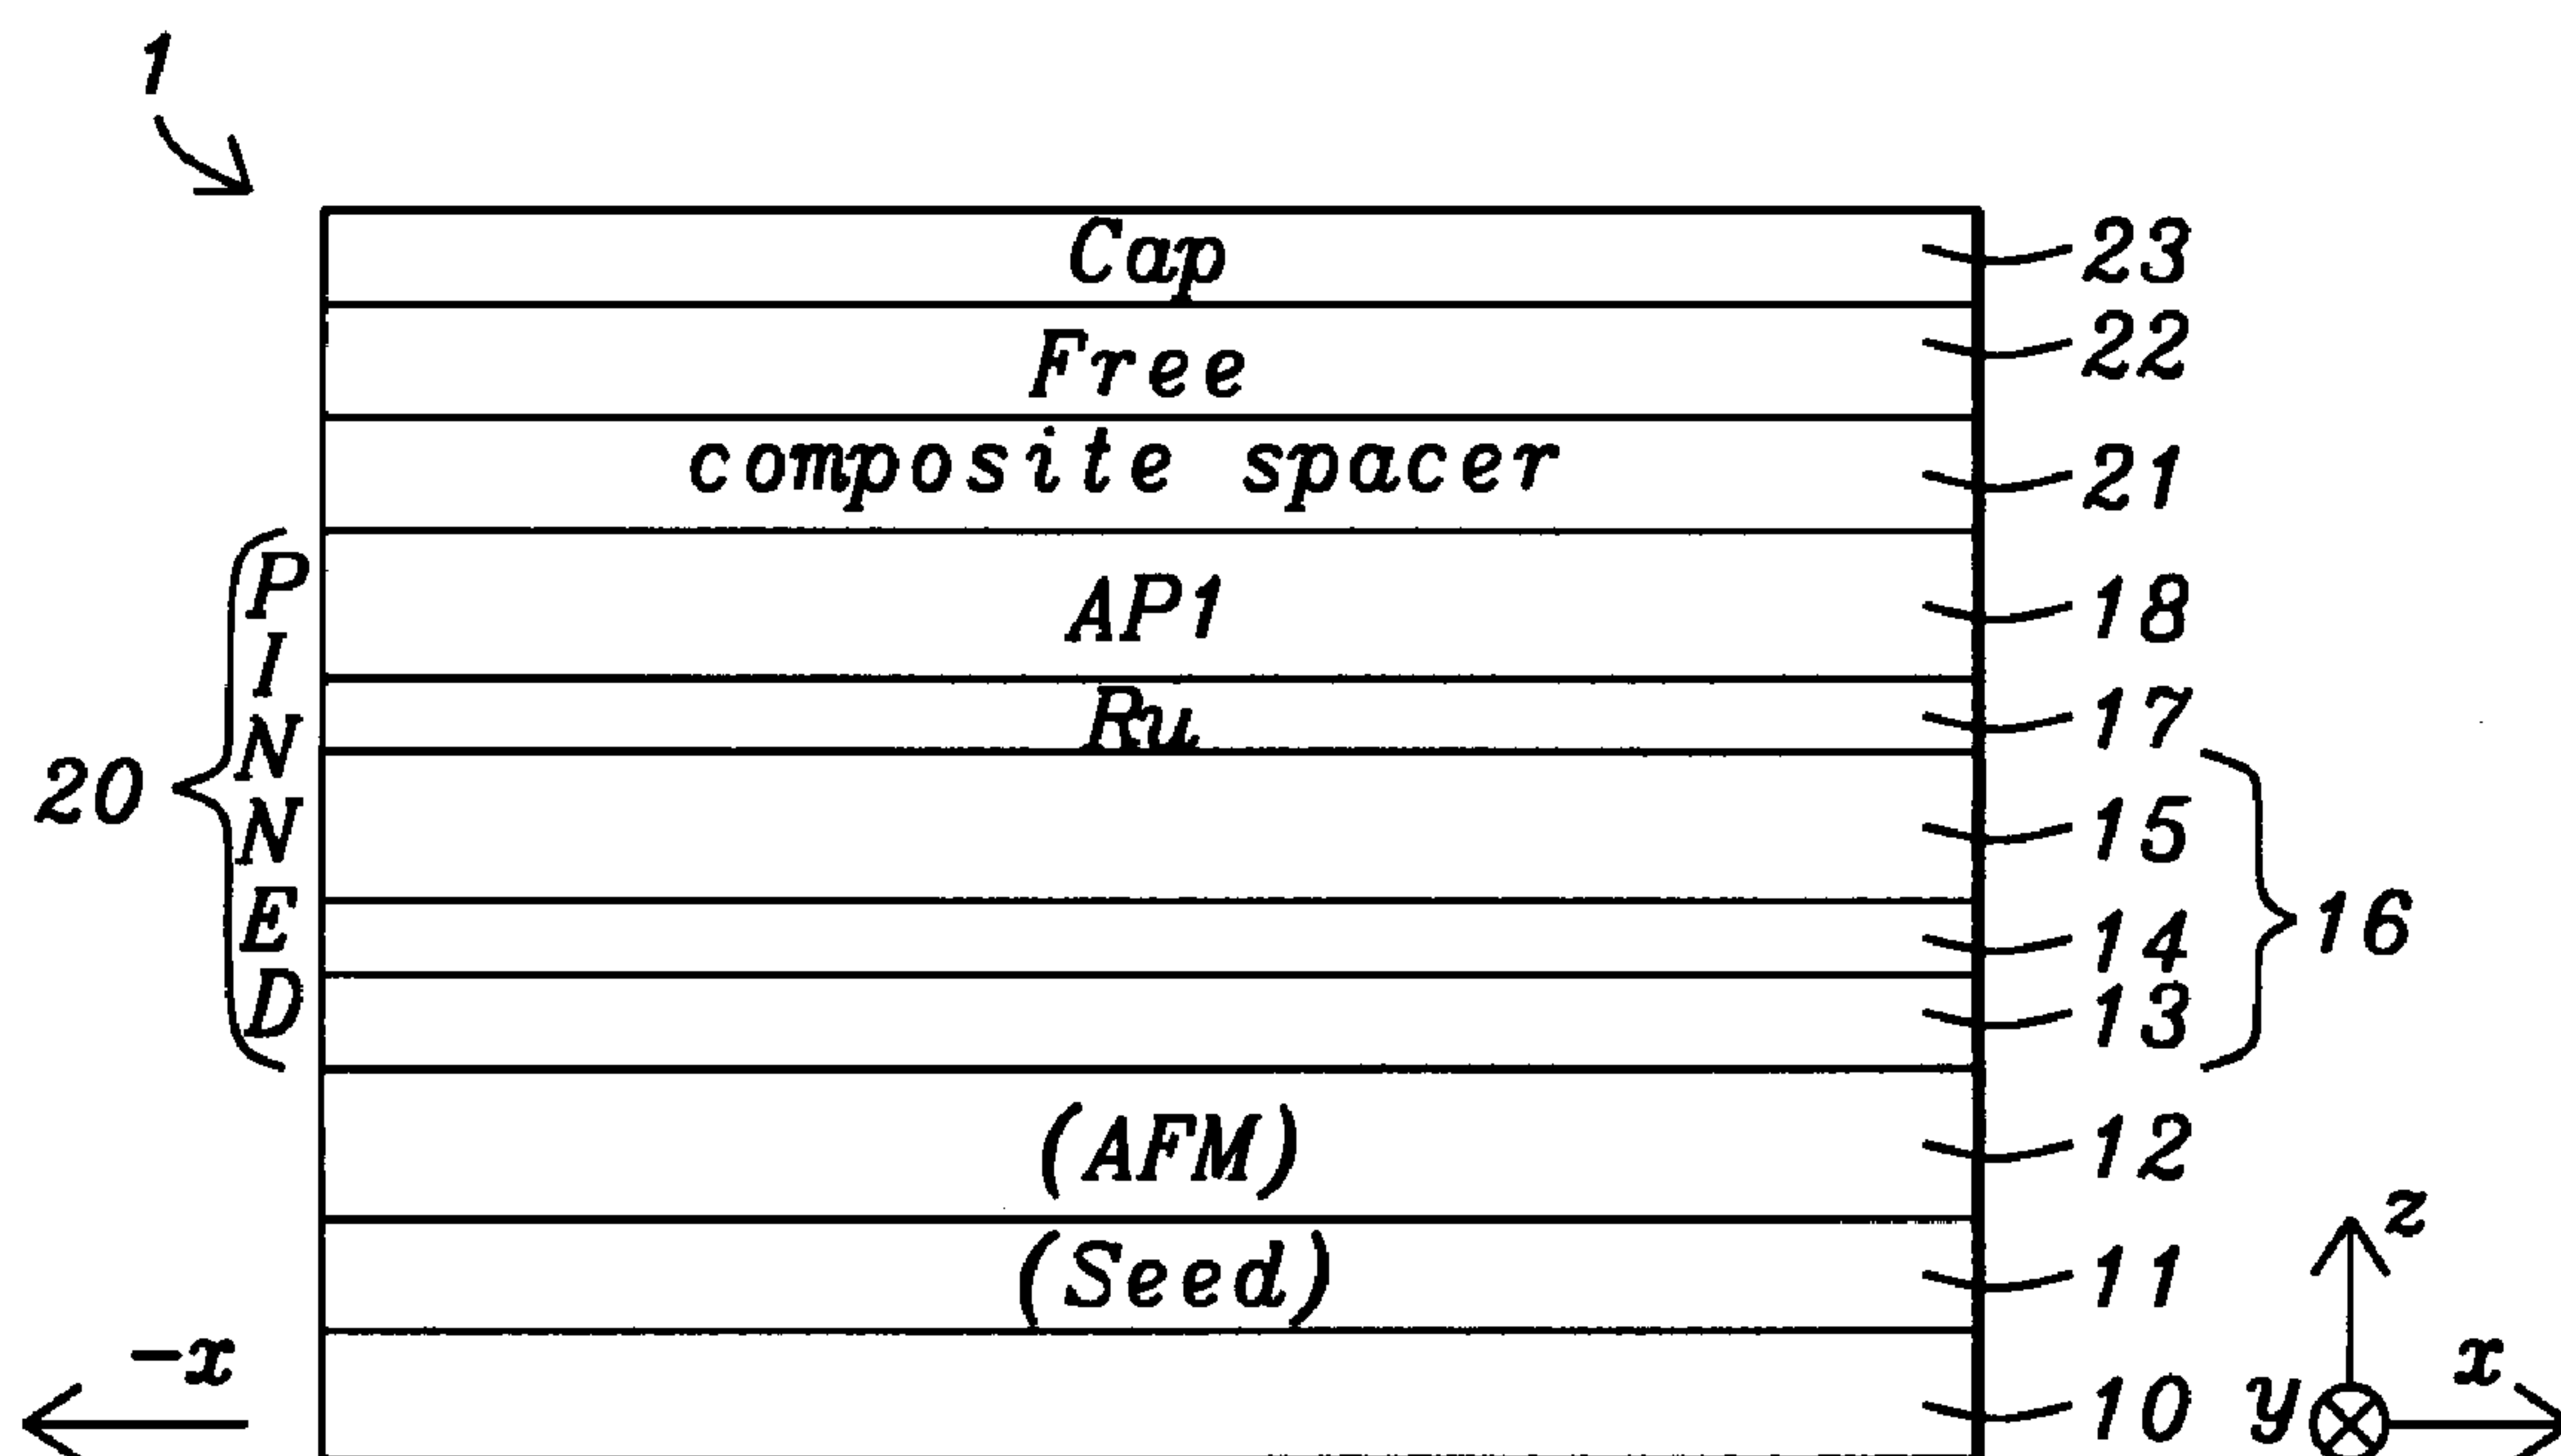 1
Cap 23
Free 22
composite spacer 21
AP1 18
Ru 17
15
14
13
16
20
PINNED
(AFM) 12
(Seed) 11
10
-x
z
y
x